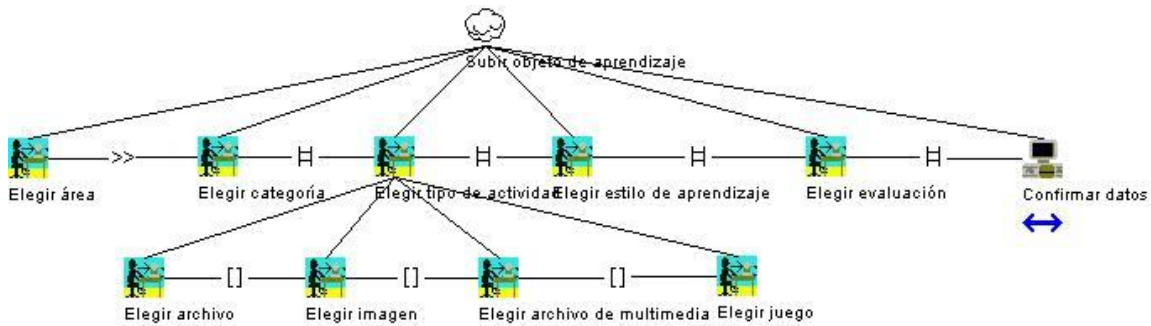 Subir objeto de aprendizaje
>> |=| |=| |=| |=|
Elegir área Elegir categoría Elegir tipo de actividad Elegir estilo de aprendizaje Elegir evaluación Confirmar datos
[] [] []
Elegir archivo Elegir imagen Elegir archivo de multimedia Elegir juego